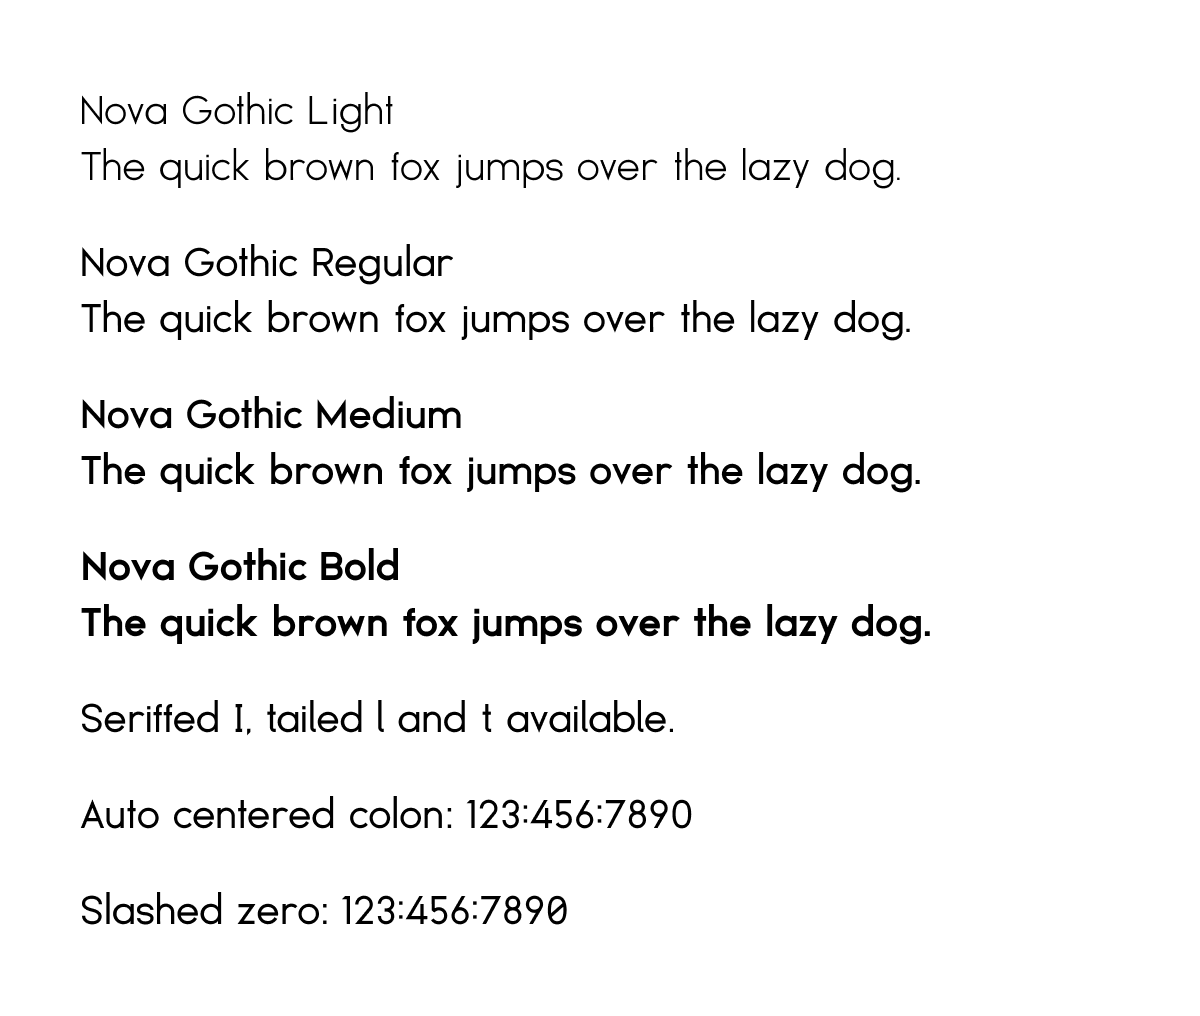 Nova Gothic Light
The quick brown fox jumps over the lazy dog.
Nova Gothic Regular
The quick brown fox jumps over the lazy dog.
Nova Gothic Medium
The quick brown fox jumps over the lazy dog.
Nova Gothic Bold
The quick brown fox jumps over the lazy dog.
Seriffed I, tailed l and t available.
Auto centered colon: 123:456:7890
Slashed zero: 123:456:7890